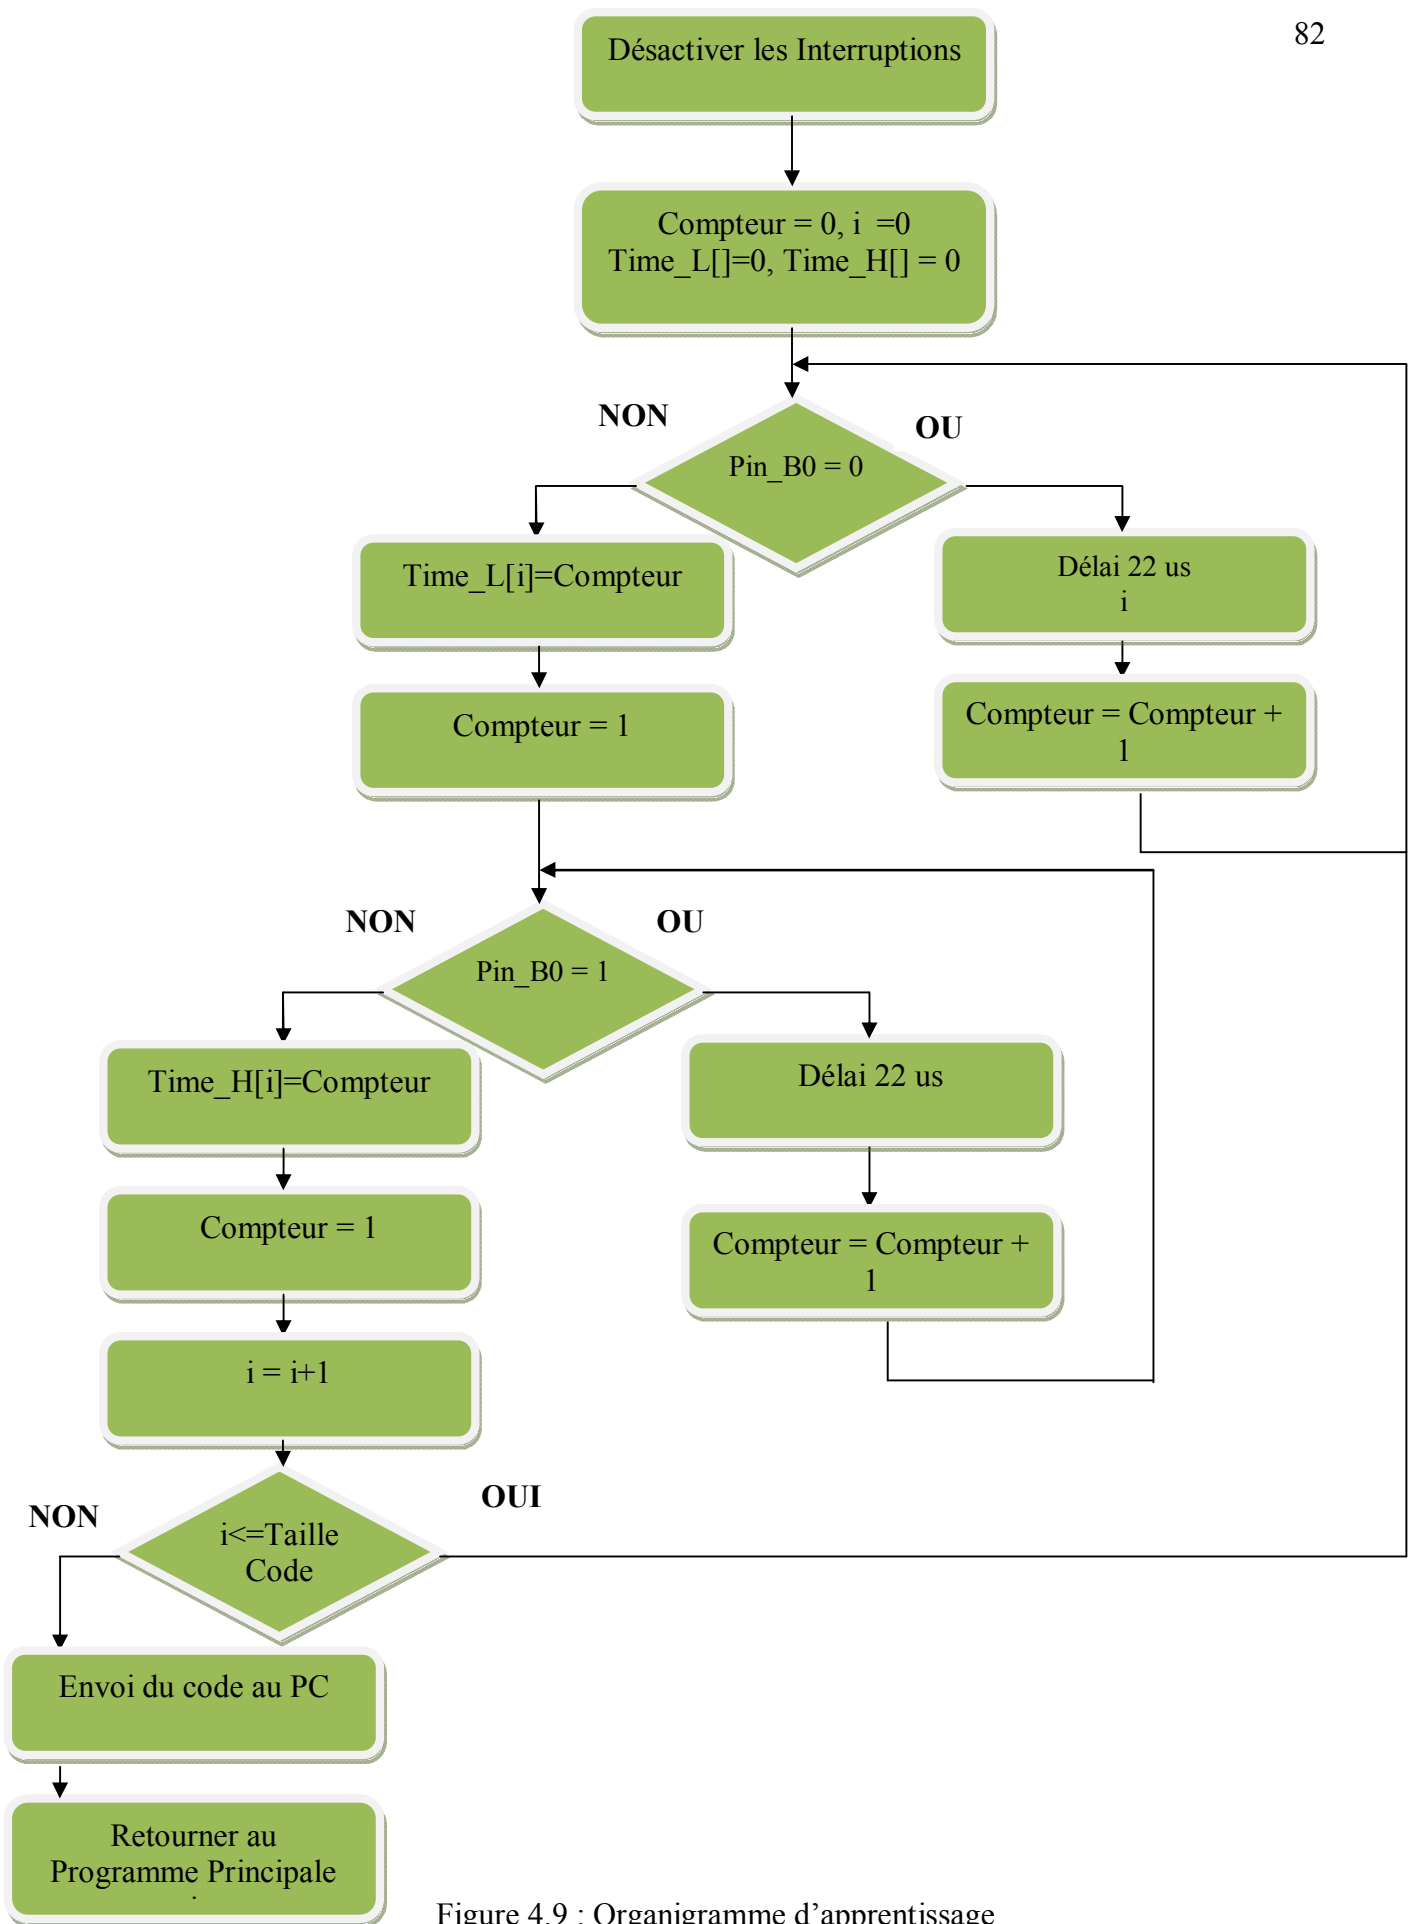 82
Désactiver les Interruptions
Compteur = 0, i =0
Time_L[]=0, Time_H[] = 0
NON
OU
Pin_B0 = 0
Time_L[i]=Compteur
Délai 22 us
i
Compteur = 1
Compteur = Compteur +
1
NON
OU
Pin_B0 = 1
Time_H[i]=Compteur
Délai 22 us
Compteur = 1
Compteur = Compteur +
1
i = i+1
NON
OUI
i<=Taille
Code
Envoi du code au PC
Retourner au
Programme Principale
Figure 4.9 : Organigramme d’apprentissage